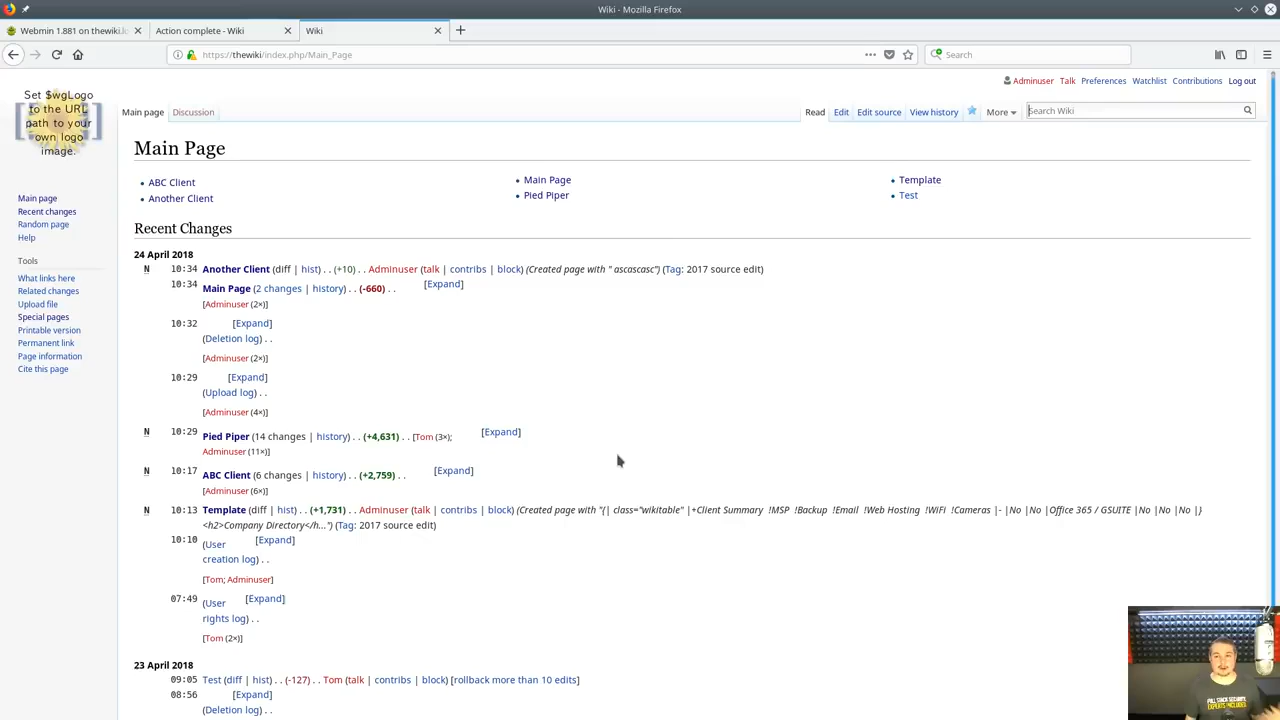 Wiki - Mozilla Firefox
Webmin 1.881 on thewiki.lo
Action complete - Wiki
Wiki
https://thewiki/index.php/Main_Page
Search
Adminuser Talk Preferences Watchlist Contributions Log out
Set $wgLogo
to the URL
path to your
own logo
image.
Main page Discussion
Read Edit Edit source View history More Search Wiki
Main Page
ABC Client
Another Client
Main Page
Pied Piper
Template
Test
Main page
Recent changes
Random page
Help
Tools
What links here
Related changes
Upload file
Special pages
Printable version
Permanent link
Page information
Cite this page
Recent Changes
24 April 2018
N 10:34 Another Client (diff | hist) . . (+10) . . Adminuser (talk | contribs | block) (Created page with " ascascasc") (Tag: 2017 source edit)
10:34 Main Page (2 changes | history) . . (-660) . . [Expand]
[Adminuser (2×)]
10:32 [Expand]
(Deletion log) . .
[Adminuser (2×)]
10:29 [Expand]
(Upload log) . .
[Adminuser (4×)]
N 10:29 Pied Piper (14 changes | history) . . (+4,631) . . [Tom (3×); [Expand]
Adminuser (11×)]
N 10:17 ABC Client (6 changes | history) . . (+2,759) . . [Expand]
[Adminuser (6×)]
N 10:13 Template (diff | hist) . . (+1,731) . . Adminuser (talk | contribs | block) (Created page with "{| class="wikitable" |+Client Summary !MSP !Backup !Email !Web Hosting !WiFi !Cameras |- |No |No |Office 365 / GSUITE |No |No |No |}
<h2>Company Directory</h...") (Tag: 2017 source edit)
10:10 (User [Expand]
creation log) . .
[Tom; Adminuser]
07:49 (User [Expand]
rights log) . .
[Tom (2×)]
23 April 2018
09:05 Test (diff | hist) . . (-127) . . Tom (talk | contribs | block) [rollback more than 10 edits]
08:56 [Expand]
(Deletion log) . .
FULL STACK SECURITY
EXPERTS INCLUDED